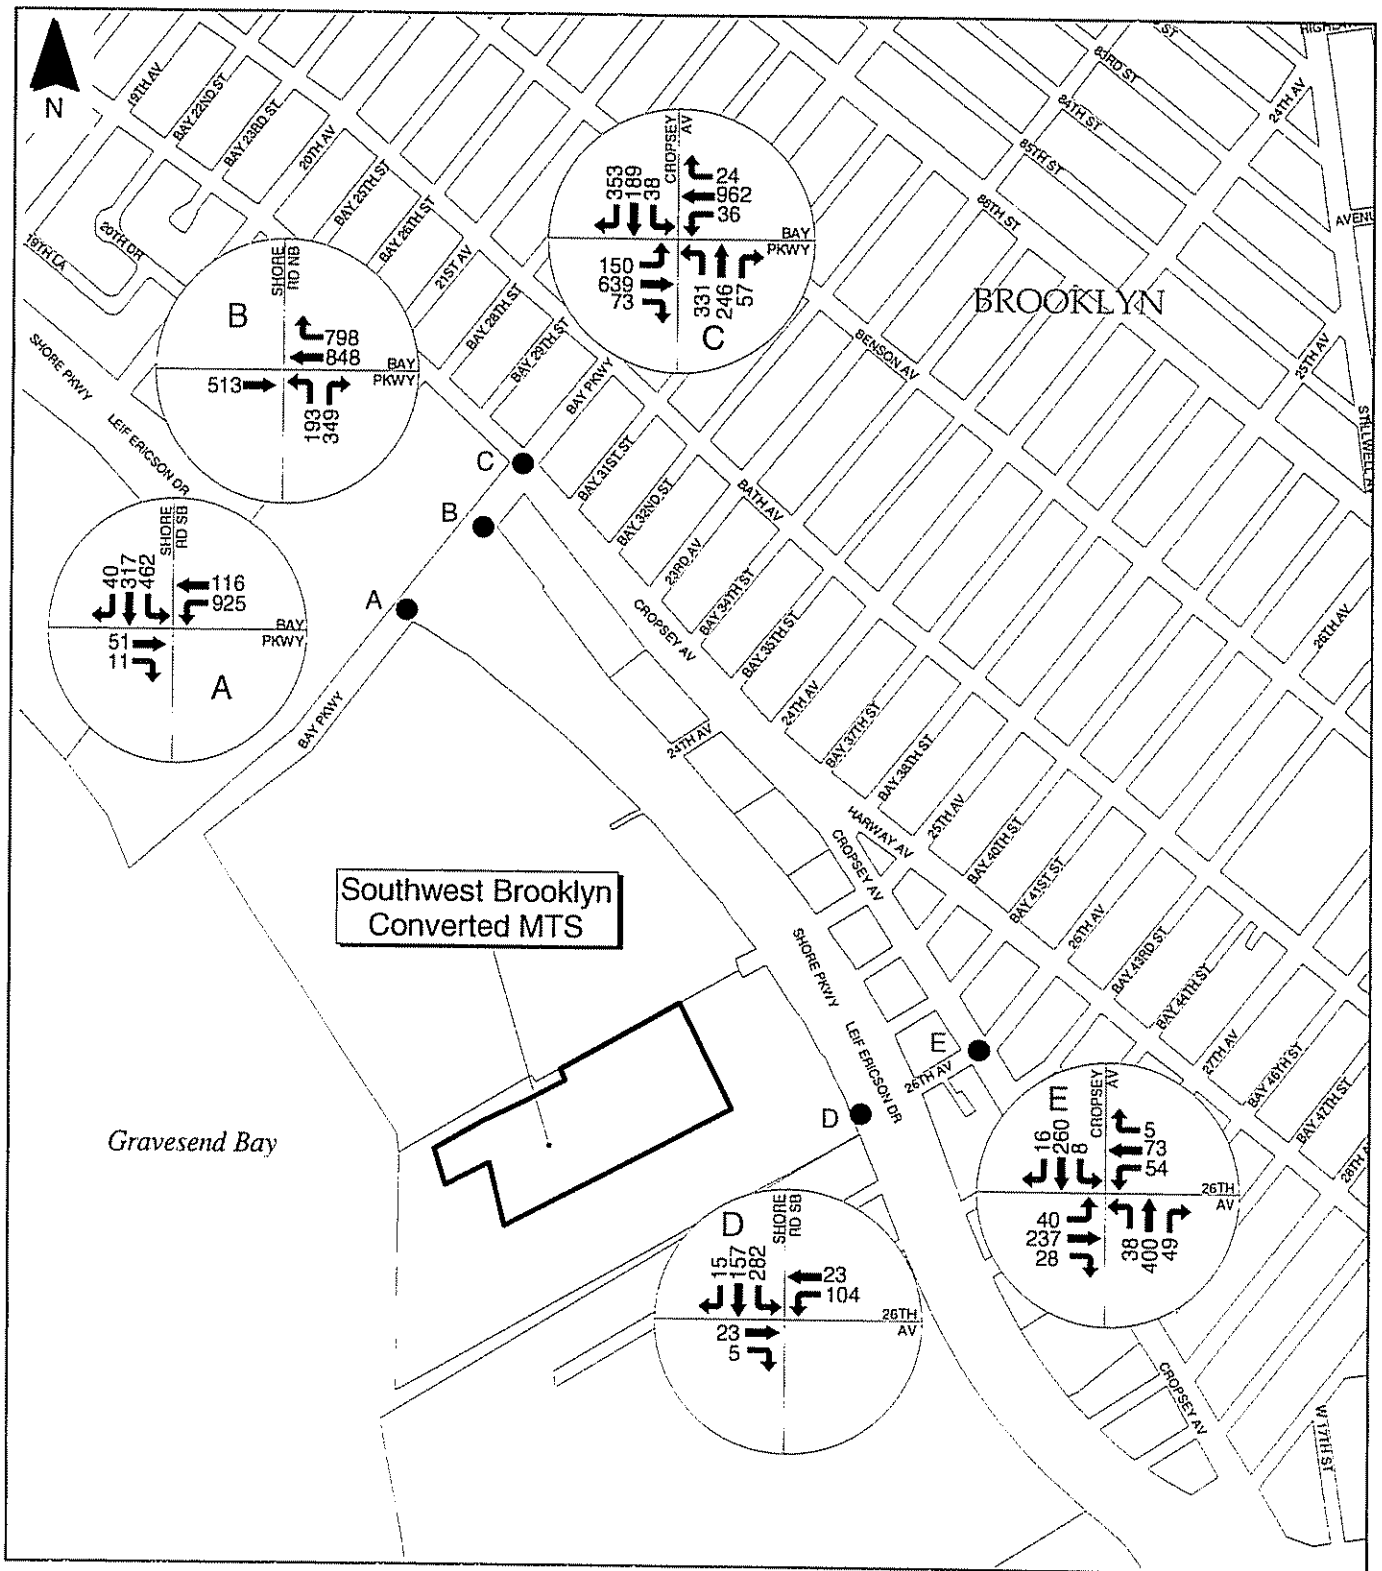 N
19TH AV
BAY 22ND ST
BAY 23RD ST
20TH AV
BAY 25TH ST
BAY 26TH ST
21ST AV
BAY 28TH ST
BAY 29TH ST
BAY PKWY
19TH LA
20TH DR
SHORE PKWY
LEIF ERICSON DR
83RD ST
84TH ST
85TH ST
86TH ST
24TH AV
25TH AV
26TH AV
BROOKLYN
BENSON AV
BATH AV
BAY 31ST ST
BAY 32ND ST
23RD AV
BAY 34TH ST
BAY 35TH ST
24TH AV
BAY 37TH ST
BAY 38TH ST
25TH AV
BAY 40TH ST
BAY 41ST ST
26TH AV
BAY 43RD ST
BAY 44TH ST
27TH AV
BAY 46TH ST
BAY 47TH ST
CROPSEY AV
24TH AV
HARWAY AV
CROPSEY AV
SHORE PKWY
LEIF ERICSON DR
26TH AV
CROPSEY AV
W 17TH ST
BAY PKWY
C
B
A
E
D
CROPSEY
AV
353
189
38
24
962
36
BAY
PKWY
150
639
73
331
246
57
C
B
SHORE
RD NB
798
848
BAY
PKWY
513
193
349
SHORE
RD SB
40
317
462
116
925
BAY
PKWY
51
11
A
Southwest Brooklyn
Converted MTS
Gravesend Bay
E
CROPSEY
AV
16
260
8
5
73
54
26TH
AV
40
237
28
38
400
49
D
SHORE
RD SB
15
157
282
23
104
26TH
AV
23
5